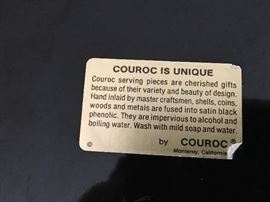 COUROC IS UNIQUE
Couroc serving pieces are cherished gifts
because of their variety and beauty of design.
Hand inlaid by master craftsmen, shells, coins,
woods and metals are fused into satin black
phenolic. They are impervious to alcohol and
boiling water. Wash with mild soap and water.
by COUROC®
© Monterey, California